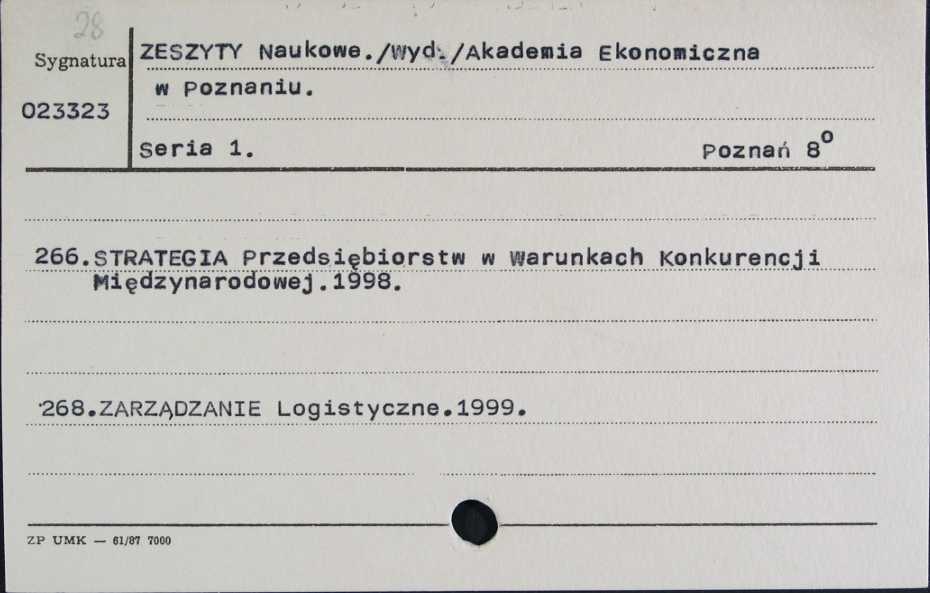 28
Sygnatura
023323
ZESZYTY Naukowe./Wyd./Akademia Ekonomiczna
w Poznaniu.
Seria 1. Poznań 8º
266.STRATEGIA Przedsiębiorstw w Warunkach Konkurencji
Międzynarodowej.1998.
268.ZARZĄDZANIE Logistyczne.1999.
ZP UMK — 61/87 7000